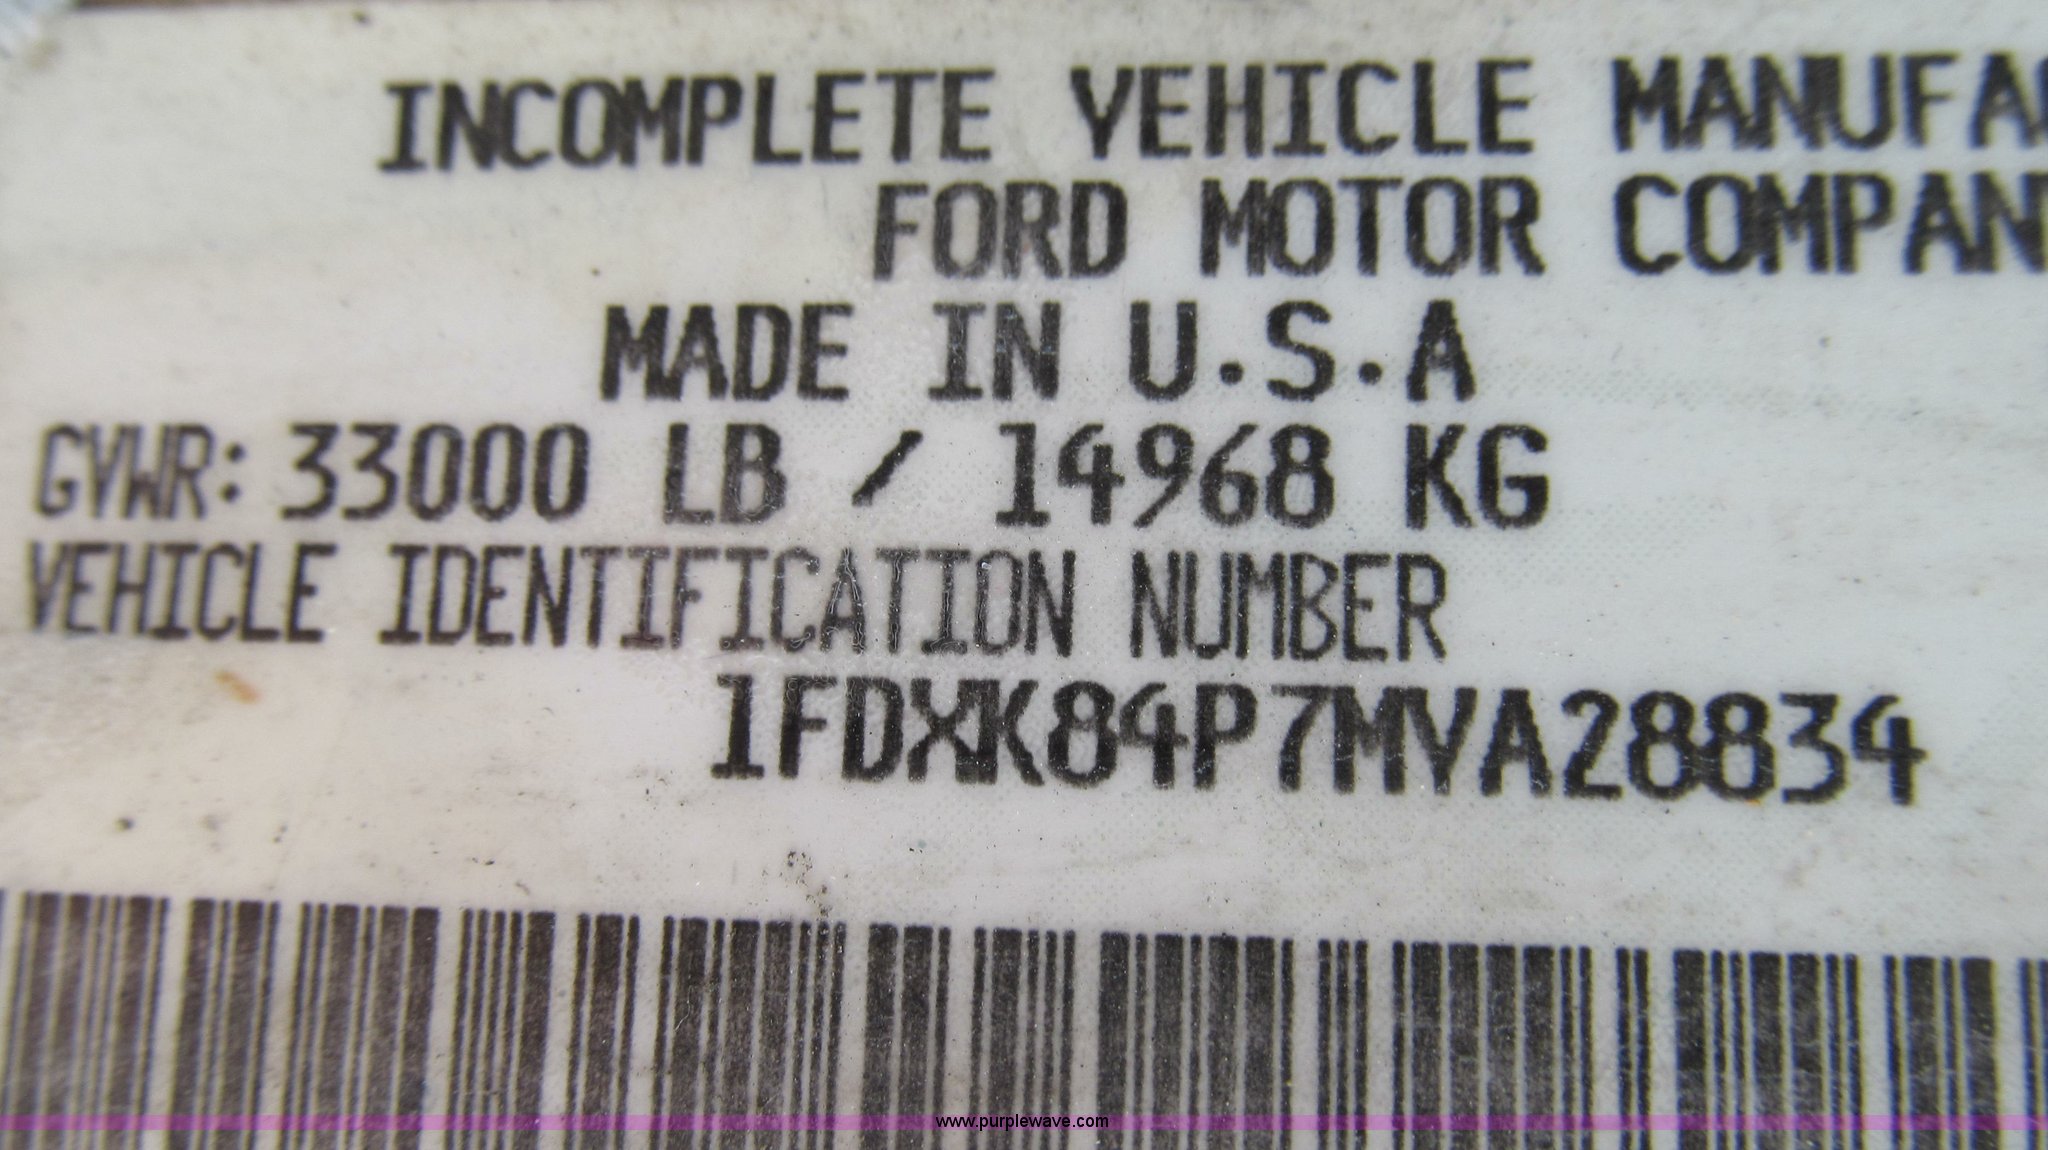 INCOMPLETE VEHICLE MANUFA
FORD MOTOR COMPAN
MADE IN U.S.A
GVWR: 33000 LB / 14968 KG
VEHICLE IDENTIFICATION NUMBER
1FDXK84P7MVA28834
www.purplewave.com